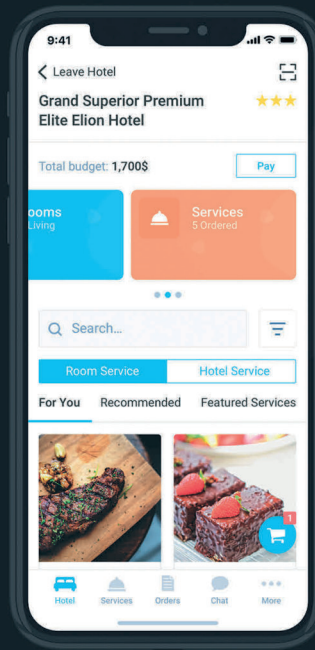 9:41
Leave Hotel
Grand Superior Premium
Elite Elion Hotel
Total budget: 1,700$
Pay
ooms
Living
Services
5 Ordered
Search...
Room Service
Hotel Service
For You
Recommended
Featured Services
1
Hotel
Services
Orders
Chat
More